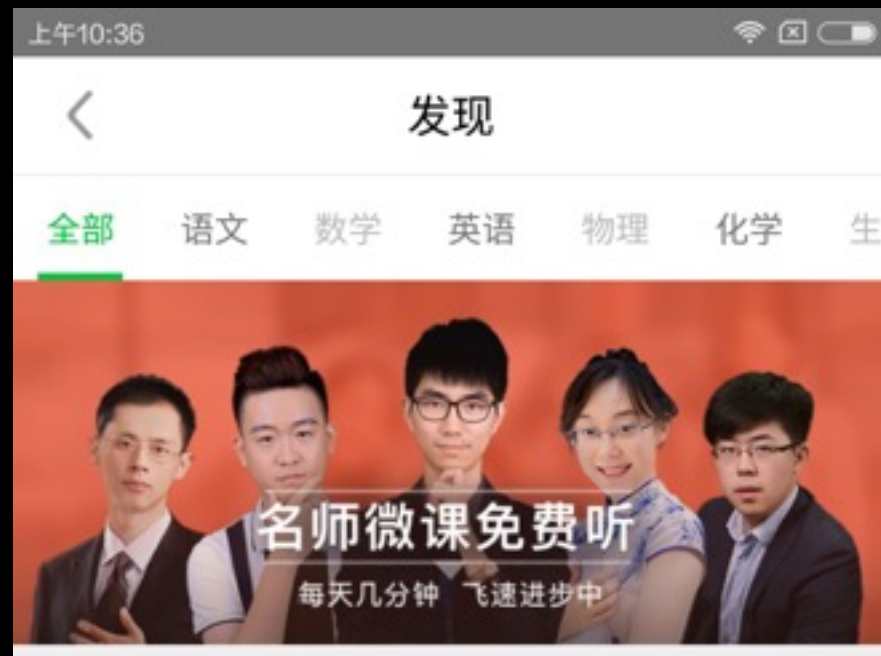 上午10:36
发现
全部 语文 数学 英语 物理 化学 生
名师微课免费听
每天几分钟 飞速进步中